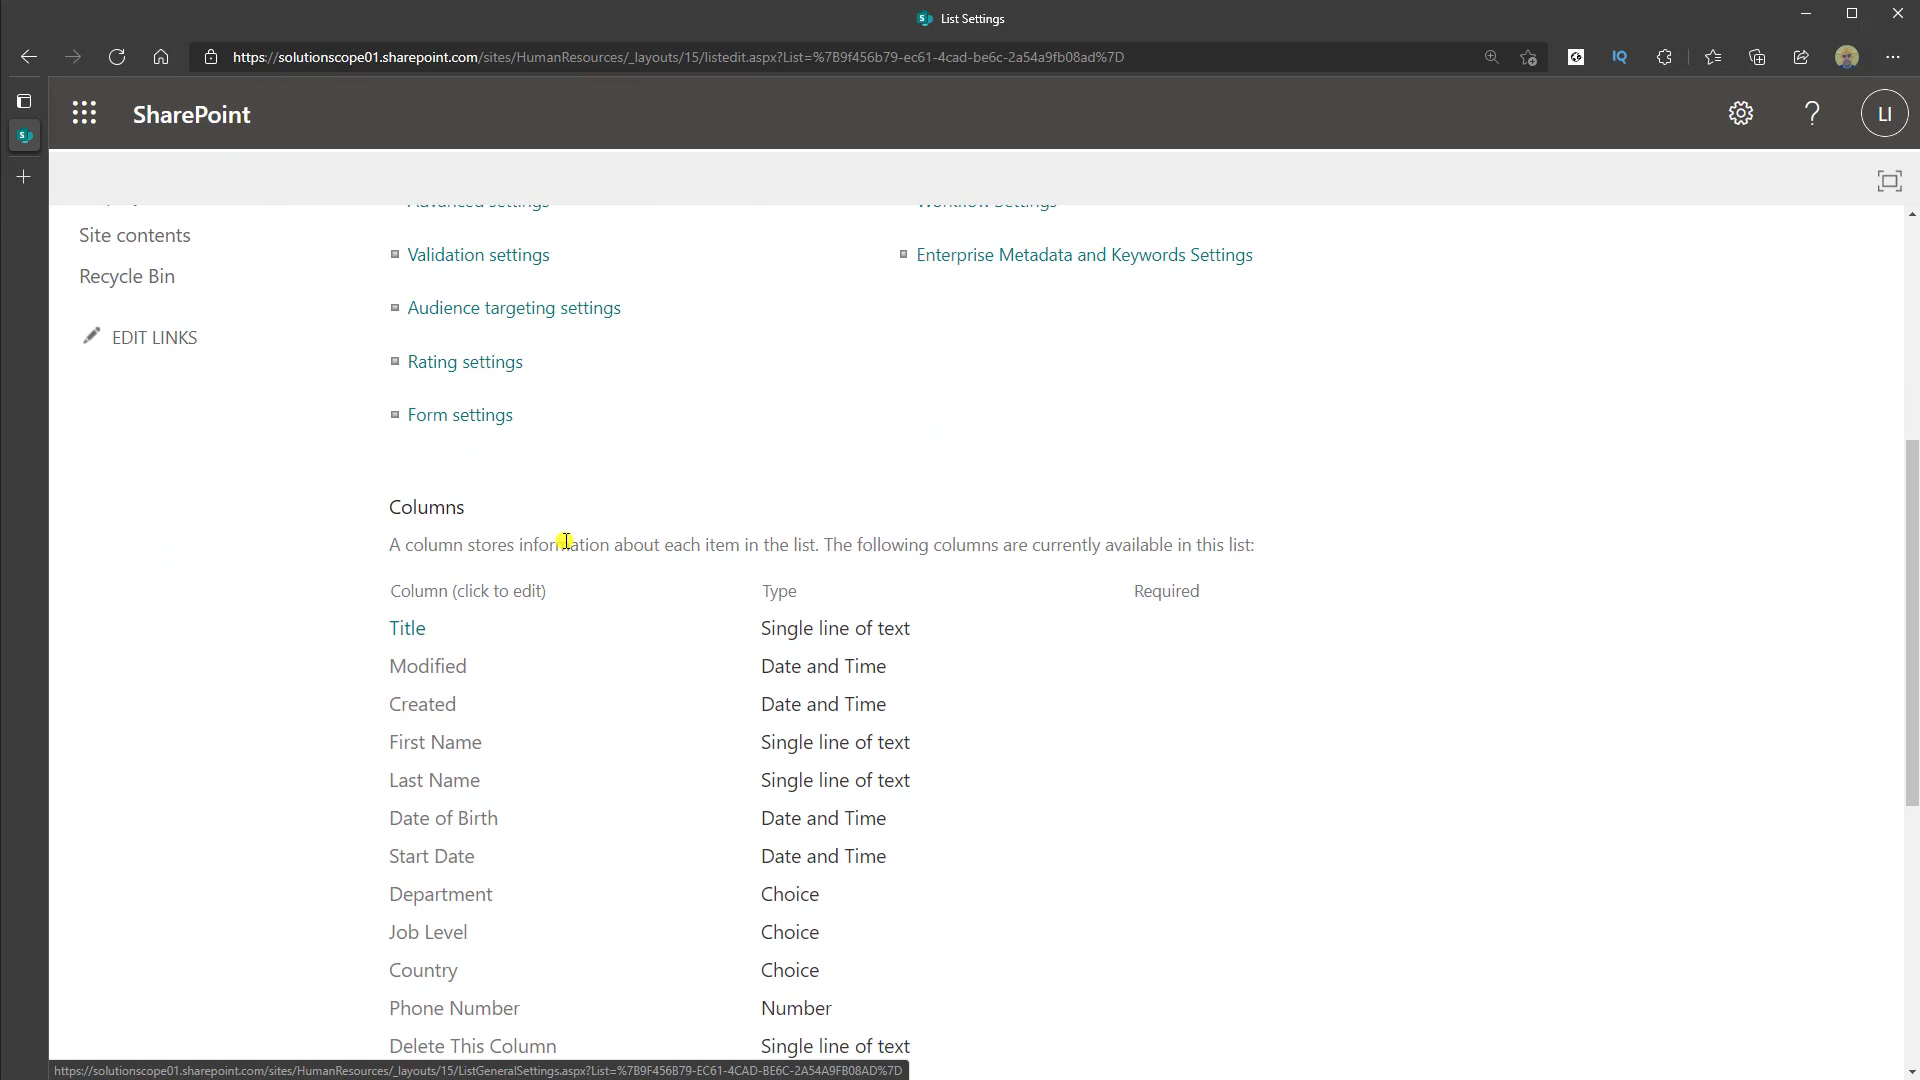 List Settings
https://solutionscope01.sharepoint.com/sites/HumanResources/_layouts/15/listedit.aspx?List=%7B9f456b79-ec61-4cad-be6c-2a54a9fb08ad%7D
IQ
S
SharePoint
?
LI
Advanced settings
Workflow Settings
Site contents
Validation settings
Enterprise Metadata and Keywords Settings
Recycle Bin
Audience targeting settings
EDIT LINKS
Rating settings
Form settings
Columns
A column stores information about each item in the list. The following columns are currently available in this list:
Column (click to edit) Type Required
Title Single line of text
Modified Date and Time
Created Date and Time
First Name Single line of text
Last Name Single line of text
Date of Birth Date and Time
Start Date Date and Time
Department Choice
Job Level Choice
Country Choice
Phone Number Number
Delete This Column Single line of text
https://solutionscope01.sharepoint.com/sites/HumanResources/_layouts/15/ListGeneralSettings.aspx?List=%7B9F456B79-EC61-4CAD-BE6C-2A54A9FB08AD%7D